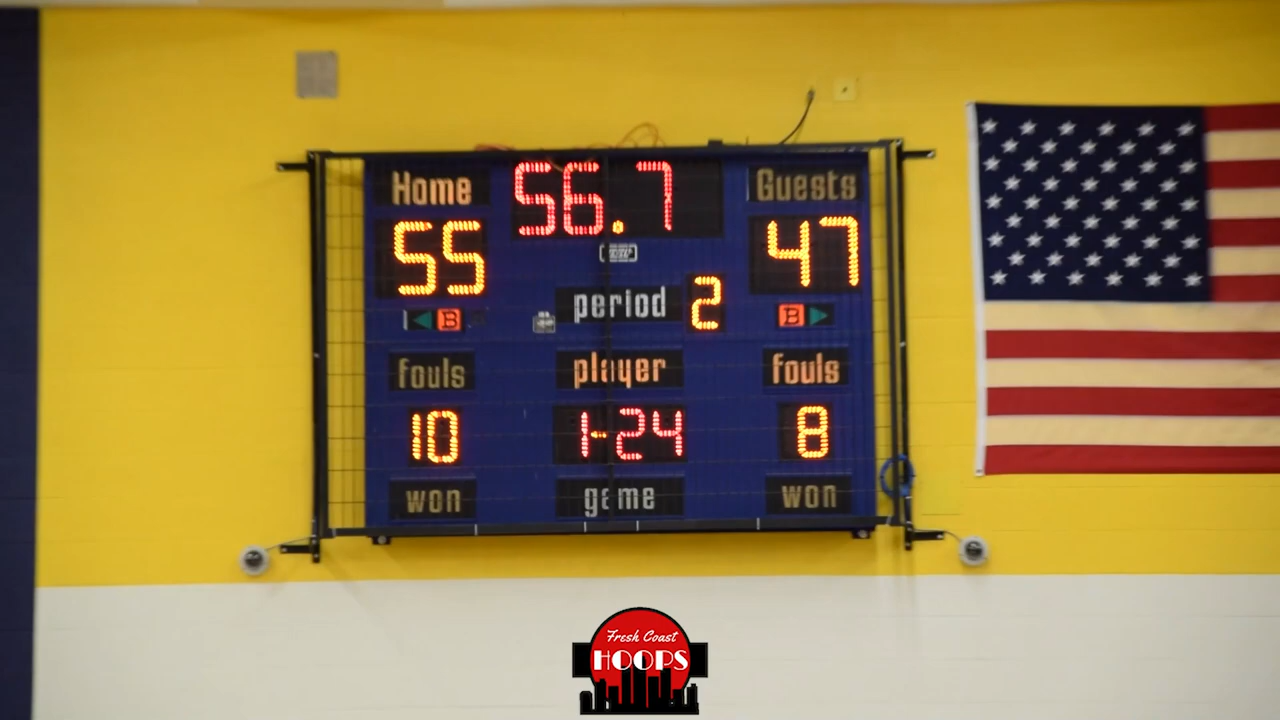 Home
56.7
Guests
55
47
period 2
B
B
fouls
player
fouls
10
1-24
8
won
game
won
Fresh Coast
HOOPS